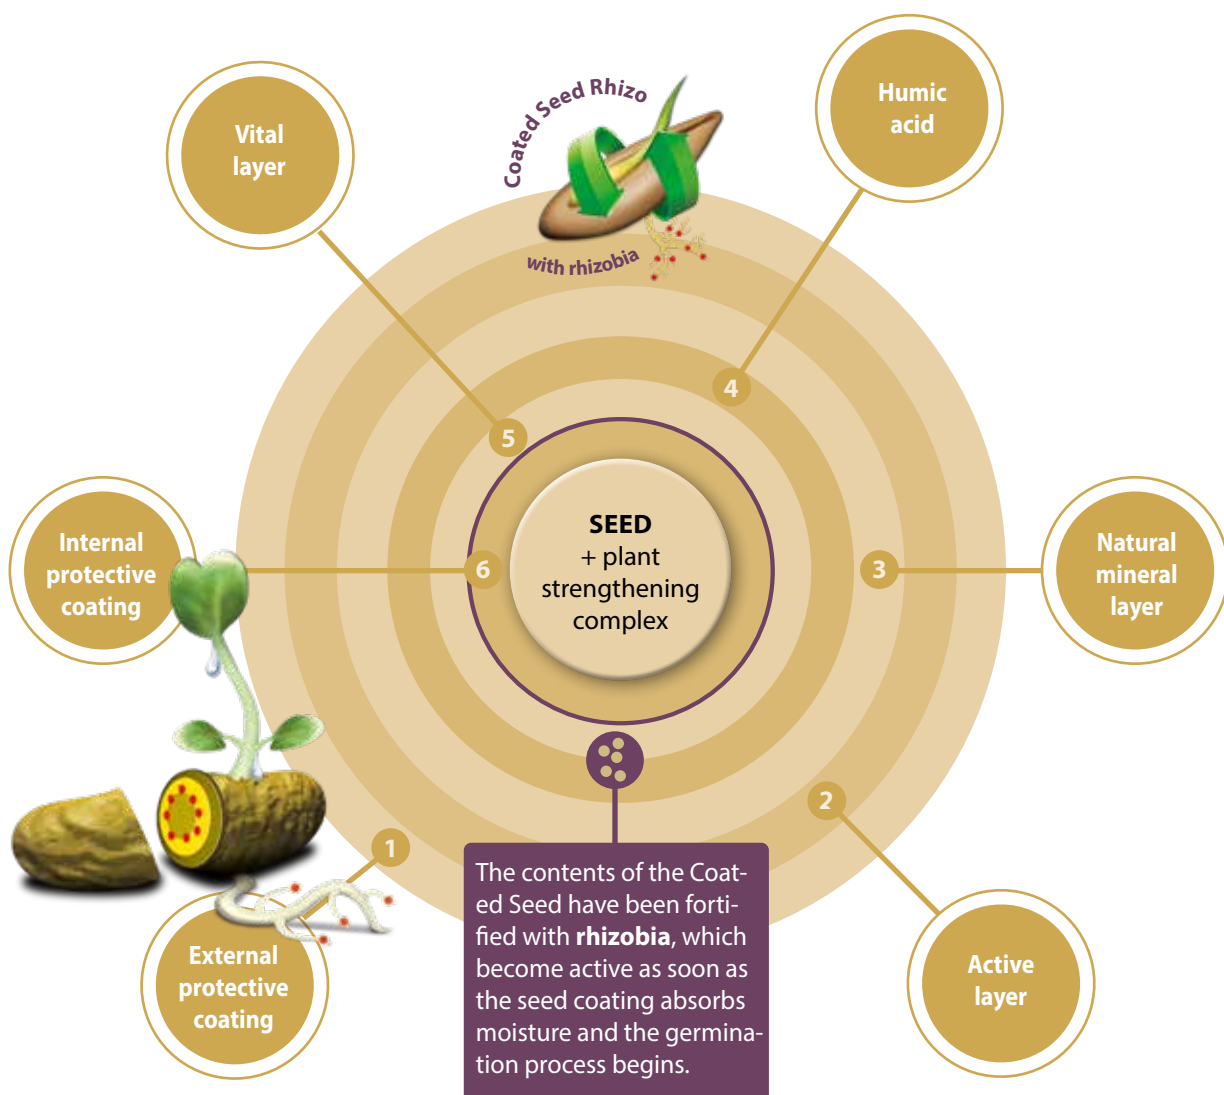 Coated Seed Rhizo
with rhizobia
Vital
layer
Humic
acid
4
5
Internal
protective
coating
6
SEED
+ plant
strengthening
complex
3
Natural
mineral
layer
2
1
External
protective
coating
The contents of the Coat-
ed Seed have been forti-
fied with rhizobia, which
become active as soon as
the seed coating absorbs
moisture and the germina-
tion process begins.
Active
layer